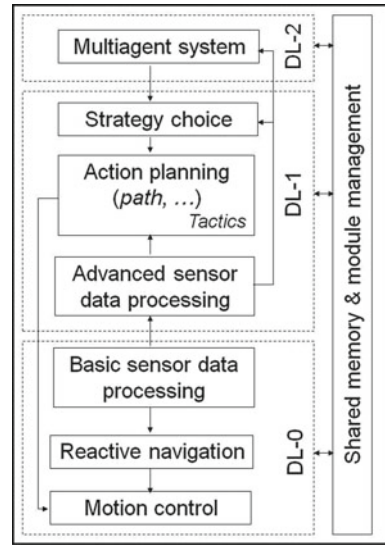 Multiagent system
DL-2
Strategy choice
Action planning
(path, ...)
Tactics
Advanced sensor
data processing
DL-1
Basic sensor data
processing
Reactive navigation
Motion control
DL-0
Shared memory & module management